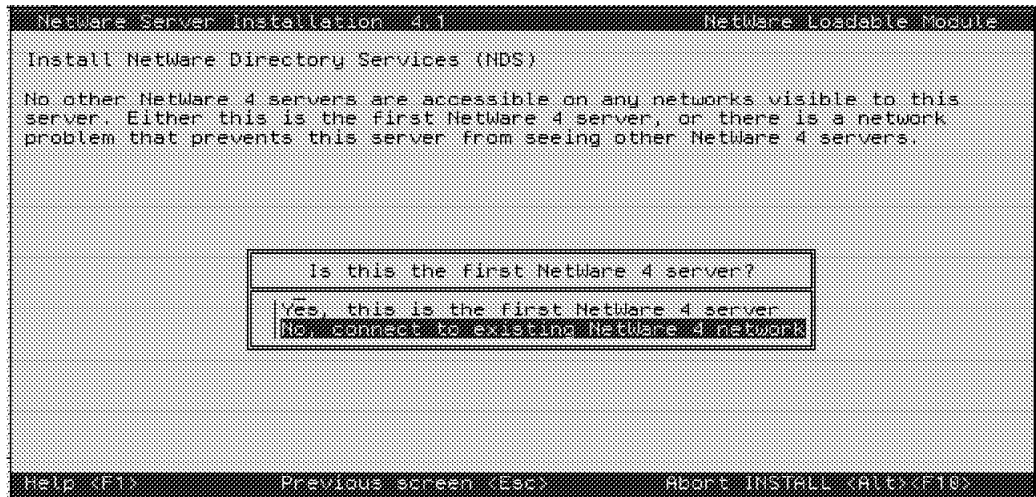 NetWare Server Installation 4.1 NetWare Loadable Module
Install NetWare Directory Services (NDS)
No other NetWare 4 servers are accessible on any networks visible to this
server. Either this is the first NetWare 4 server, or there is a network
problem that prevents this server from seeing other NetWare 4 servers.
Is this the first NetWare 4 server?
Yes, this is the first NetWare 4 server
No, connect to existing NetWare 4 network
Help <F1> Previous screen <Esc> Abort INSTALL <Alt><F10>